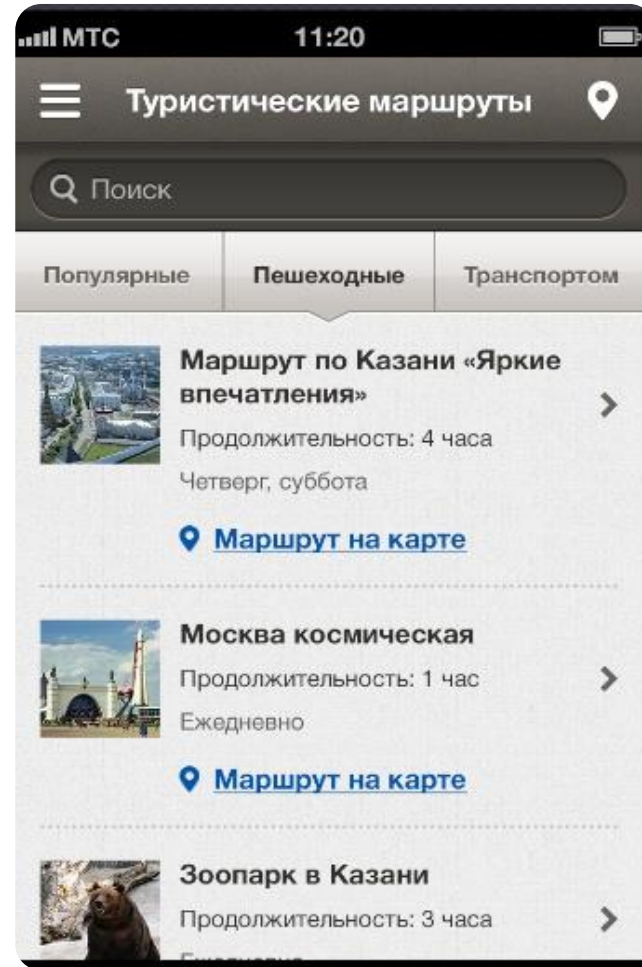 МТС 11:20
Туристические маршруты
Поиск
Популярные Пешеходные Транспортом
Маршрут по Казани «Яркие
впечатления»
Продолжительность: 4 часа
Четверг, суббота
Маршрут на карте
Москва космическая
Продолжительность: 1 час
Ежедневно
Маршрут на карте
Зоопарк в Казани
Продолжительность: 3 часа